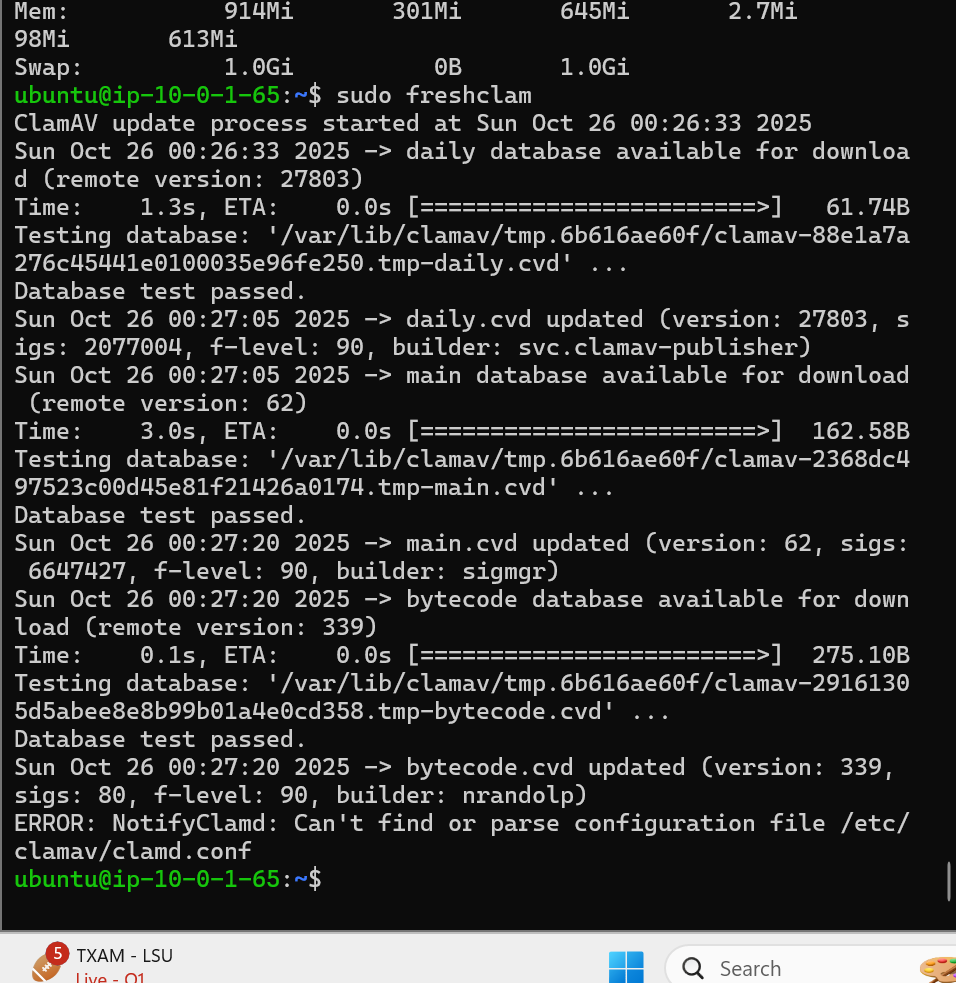 Mem:           914Mi       301Mi       645Mi       2.7Mi
98Mi       613Mi
Swap:          1.0Gi          0B       1.0Gi
ubuntu@ip-10-0-1-65:~$ sudo freshclam
ClamAV update process started at Sun Oct 26 00:26:33 2025
Sun Oct 26 00:26:33 2025 -> daily database available for downloa
d (remote version: 27803)
Time:    1.3s, ETA:    0.0s [========================>]   61.74B
Testing database: '/var/lib/clamav/tmp.6b616ae60f/clamav-88e1a7a
276c45441e0100035e96fe250.tmp-daily.cvd' ...
Database test passed.
Sun Oct 26 00:27:05 2025 -> daily.cvd updated (version: 27803, s
igs: 2077004, f-level: 90, builder: svc.clamav-publisher)
Sun Oct 26 00:27:05 2025 -> main database available for download
 (remote version: 62)
Time:    3.0s, ETA:    0.0s [========================>]  162.58B
Testing database: '/var/lib/clamav/tmp.6b616ae60f/clamav-2368dc4
97523c00d45e81f21426a0174.tmp-main.cvd' ...
Database test passed.
Sun Oct 26 00:27:20 2025 -> main.cvd updated (version: 62, sigs:
 6647427, f-level: 90, builder: sigmgr)
Sun Oct 26 00:27:20 2025 -> bytecode database available for down
load (remote version: 339)
Time:    0.1s, ETA:    0.0s [========================>]  275.10B
Testing database: '/var/lib/clamav/tmp.6b616ae60f/clamav-2916130
5d5abee8e8b99b01a4e0cd358.tmp-bytecode.cvd' ...
Database test passed.
Sun Oct 26 00:27:20 2025 -> bytecode.cvd updated (version: 339,
sigs: 80, f-level: 90, builder: nrandolp)
ERROR: NotifyClamd: Can't find or parse configuration file /etc/
clamav/clamd.conf
ubuntu@ip-10-0-1-65:~$
5 TXAM - LSU
Live - Q1
Search